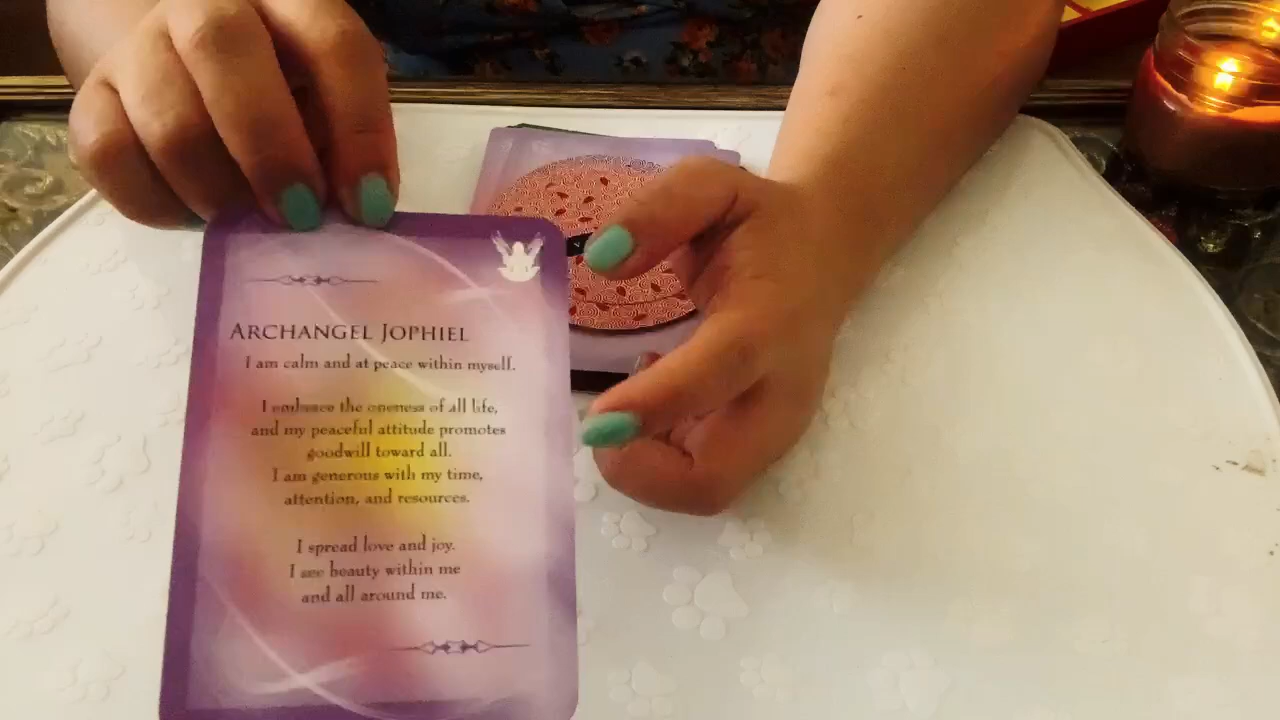 ARCHANGEL JOPHIEL
I am calm and at peace within myself.
I embrace the oneness of all life,
and my peaceful attitude promotes
goodwill toward all.
I am generous with my time,
attention, and resources.
I spread love and joy.
I see beauty within me
and all around me.